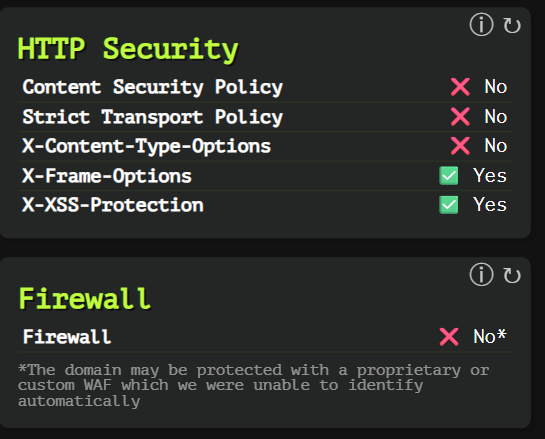 HTTP Security
Content Security Policy ❌ No
Strict Transport Policy ❌ No
X-Content-Type-Options ❌ No
X-Frame-Options ✅ Yes
X-XSS-Protection ✅ Yes
Firewall
Firewall ❌ No*
*The domain may be protected with a proprietary or
custom WAF which we were unable to identify
automatically